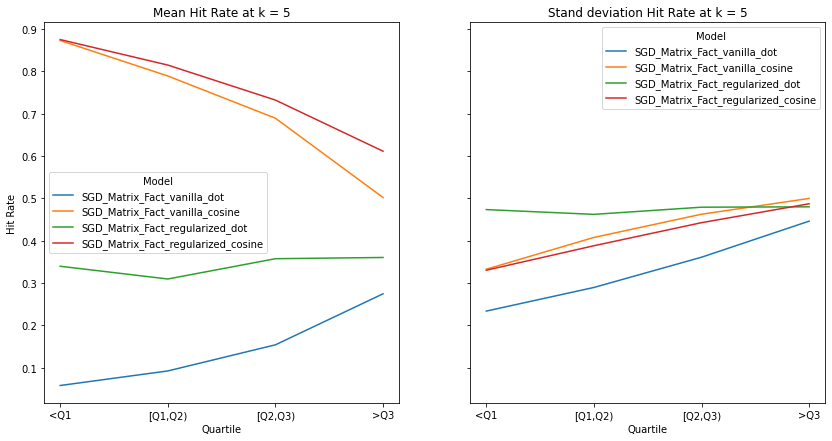 Mean Hit Rate at k = 5
Hit Rate
0.9
0.8
0.7
0.6
0.5
0.4
0.3
0.2
0.1
Model
SGD_Matrix_Fact_vanilla_dot
SGD_Matrix_Fact_vanilla_cosine
SGD_Matrix_Fact_regularized_dot
SGD_Matrix_Fact_regularized_cosine
<Q1 [Q1,Q2) [Q2,Q3) >Q3
Quartile
Stand deviation Hit Rate at k = 5
Model
SGD_Matrix_Fact_vanilla_dot
SGD_Matrix_Fact_vanilla_cosine
SGD_Matrix_Fact_regularized_dot
SGD_Matrix_Fact_regularized_cosine
<Q1 [Q1,Q2) [Q2,Q3) >Q3
Quartile